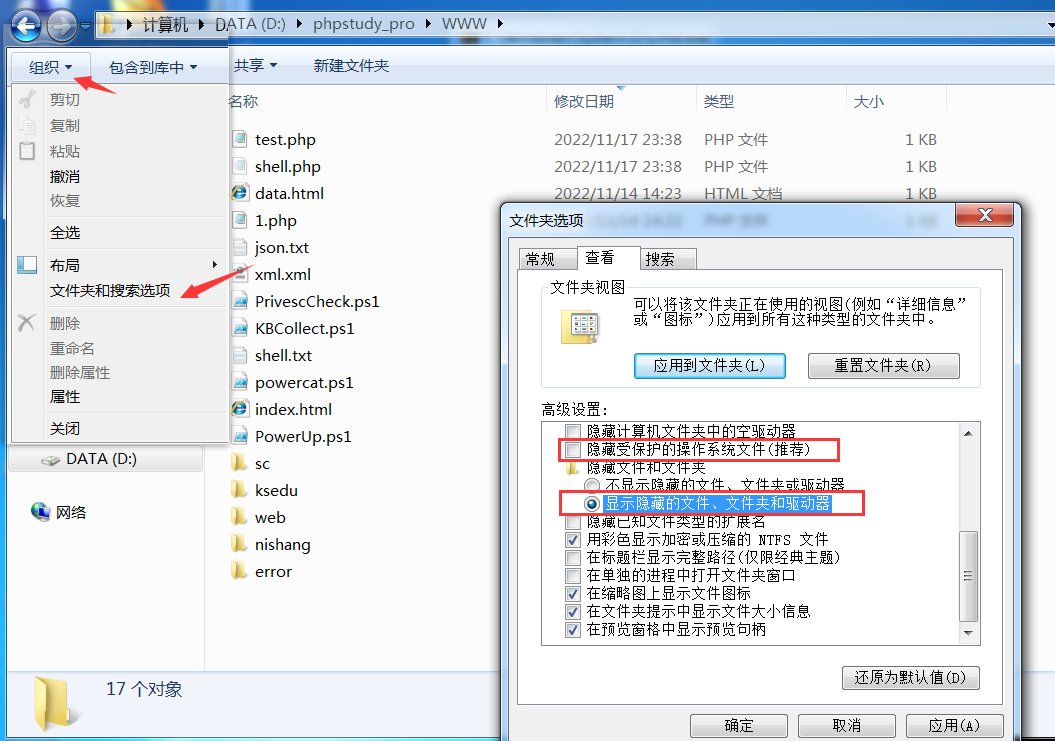 计算机 DATA (D:) phpstudy_pro WWW
组织 包含到库中 共享 新建文件夹
剪切
复制
粘贴
撤消
恢复
全选
布局
文件夹和搜索选项
删除
重命名
删除属性
属性
关闭
DATA (D:)
网络
名称 修改日期 类型 大小
test.php 2022/11/17 23:38 PHP 文件 1 KB
shell.php 2022/11/17 23:38 PHP 文件 1 KB
data.html 2022/11/14 14:23 HTML 文档 1 KB
1.php
json.txt
xml.xml
PrivescCheck.ps1
KBCollect.ps1
shell.txt
powercat.ps1
index.html
PowerUp.ps1
sc
ksedu
web
nishang
error
17 个对象
文件夹选项
常规 查看 搜索
文件夹视图
可以将该文件夹正在使用的视图(例如“详细信息”
或“图标”)应用到所有这种类型的文件夹中。
应用到文件夹(L) 重置文件夹(R)
高级设置:
隐藏计算机文件夹中的空驱动器
隐藏受保护的操作系统文件(推荐)
隐藏文件和文件夹
不显示隐藏的文件、文件夹或驱动器
显示隐藏的文件、文件夹和驱动器
隐藏已知文件类型的扩展名
用彩色显示加密或压缩的 NTFS 文件
在标题栏显示完整路径(仅限经典主题)
在单独的进程中打开文件夹窗口
在缩略图上显示文件图标
在文件夹提示中显示文件大小信息
在预览窗格中显示预览句柄
还原为默认值(D)
确定 取消 应用(A)